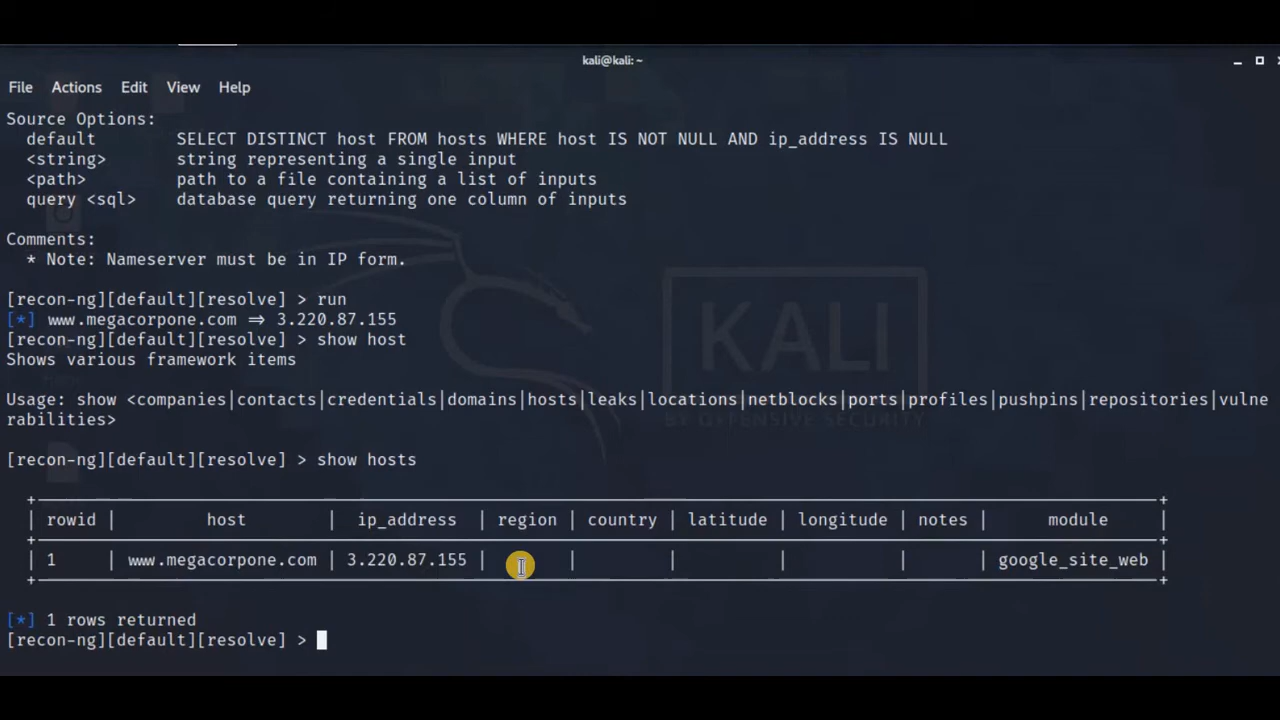 kali@kali: ~
File Actions Edit View Help
Source Options:
default SELECT DISTINCT host FROM hosts WHERE host IS NOT NULL AND ip_address IS NULL
<string> string representing a single input
<path> path to a file containing a list of inputs
query <sql> database query returning one column of inputs
Comments:
* Note: Nameserver must be in IP form.
[recon-ng][default][resolve] > run
[*] www.megacorpone.com => 3.220.87.155
[recon-ng][default][resolve] > show host
Shows various framework items
KALI
Usage: show <companies|contacts|credentials|domains|hosts|leaks|locations|netblocks|ports|profiles|pushpins|repositories|vulne
rabilities>
BY OFFENSIVE SECURITY
[recon-ng][default][resolve] > show hosts
| rowid | host | ip_address | region | country | latitude | longitude | notes | module |
| 1 | www.megacorpone.com | 3.220.87.155 | | | | | | google_site_web |
[*] 1 rows returned
[recon-ng][default][resolve] >